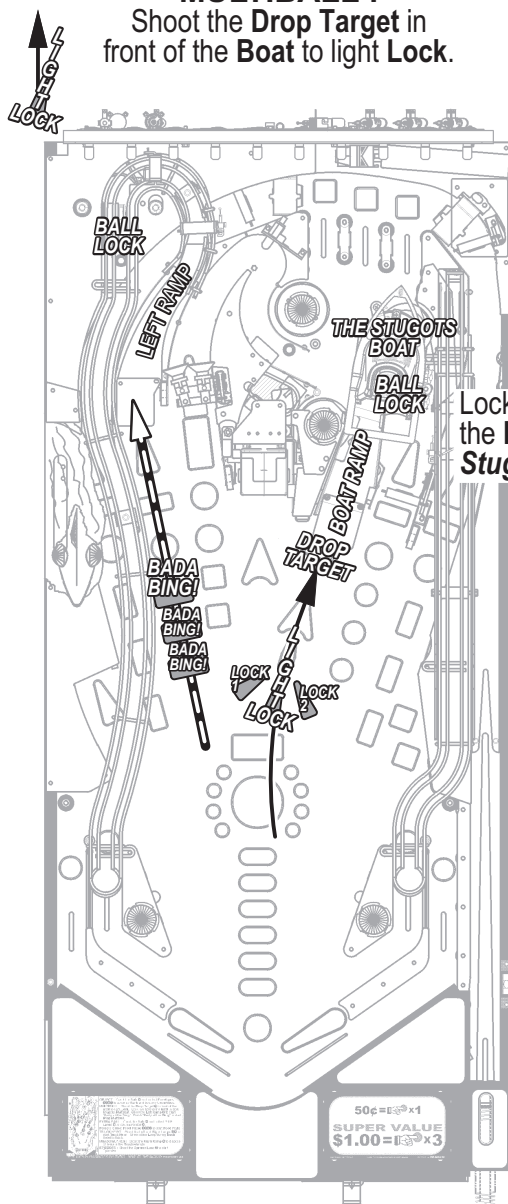 Shoot the Drop Target in
front of the Boat to light Lock.
LIGHT
LOCK
BALL
LOCK
LEFT RAMP
THE STUGOTS
BOAT
BALL
LOCK
Lock
the
Stug
BOAT RAMP
DROP
TARGET
BADA
BING!
BADA
BING!
BADA
BING!
LIGHT
LOCK
LOCK
1
LOCK
2
50¢= x1
SUPER VALUE
$1.00= x3